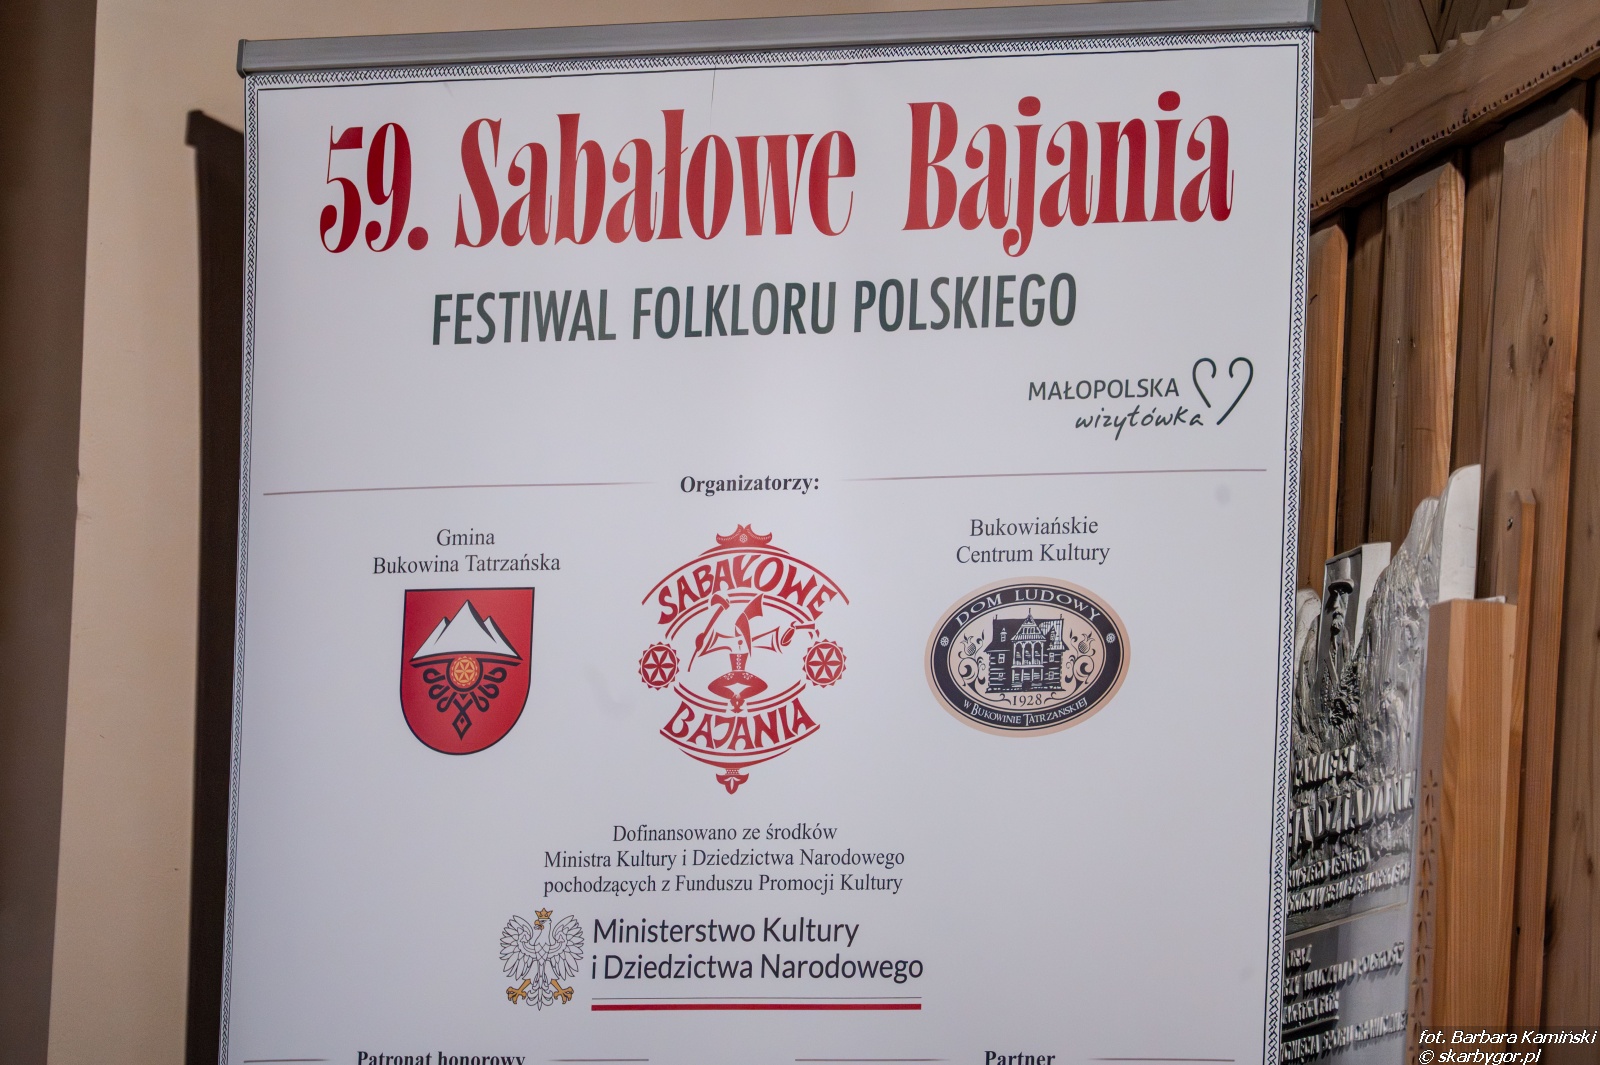 59. Sabałowe Bajania
FESTIWAL FOLKLORU POLSKIEGO
MAŁOPOLSKA
wizytówka
Organizatorzy:
Gmina
Bukowina Tatrzańska
SABAŁOWE
BAJANIA
Bukowiańskie
Centrum Kultury
DOM LUDOWY
1928
W BUKOWINIE TATRZAŃSKIEJ
Dofinansowano ze środków
Ministra Kultury i Dziedzictwa Narodowego
pochodzących z Funduszu Promocji Kultury
Ministerstwo Kultury
i Dziedzictwa Narodowego
Patronat honorowy
Partner
fot. Barbara Kamiński
© skarbygor.pl